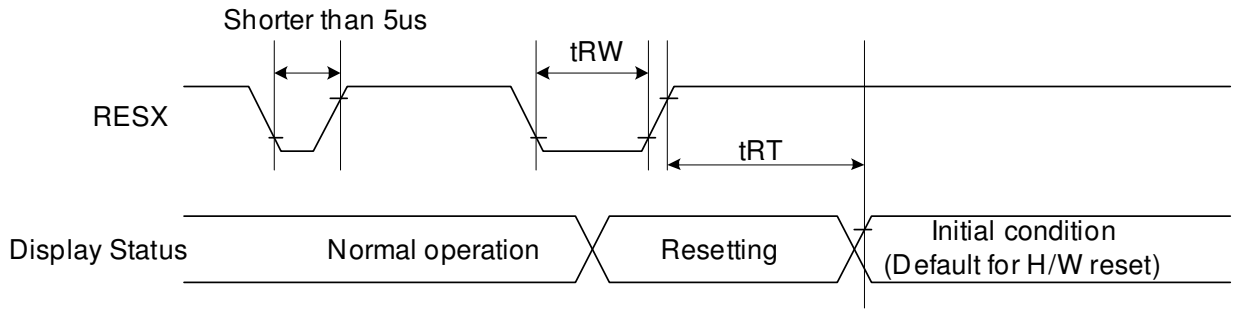 Shorter than 5us
tRW
RESX
tRT
Display Status
Normal operation
Resetting
Initial condition
(Default for H/W reset)